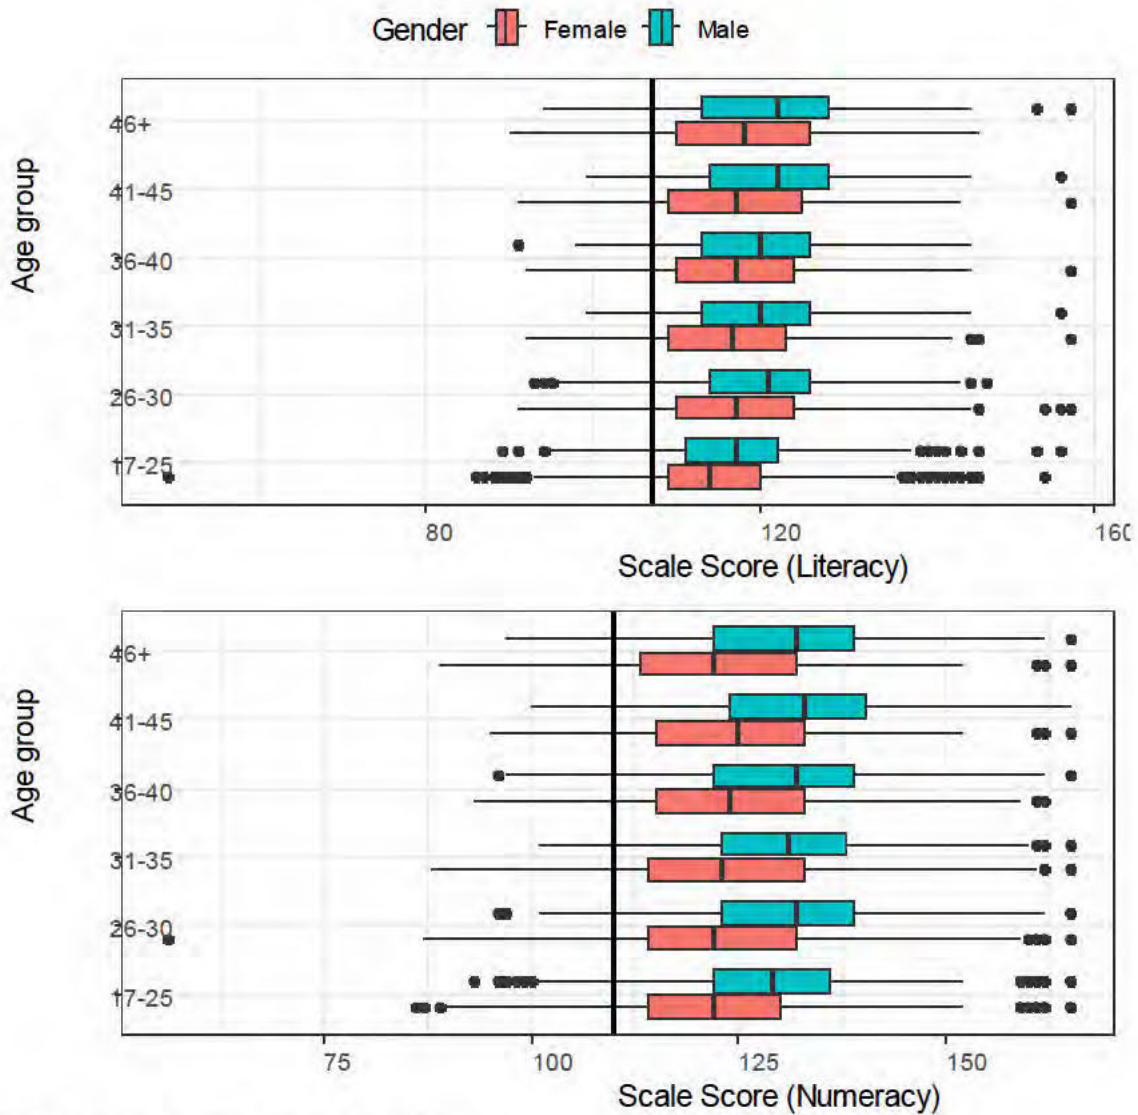 Gender Female Male
Age group
46+
41-45
36-40
31-35
26-30
17-25
80 120 160
Scale Score (Literacy)
Age group
46+
41-45
36-40
31-35
26-30
17-25
75 100 125 150
Scale Score (Numeracy)